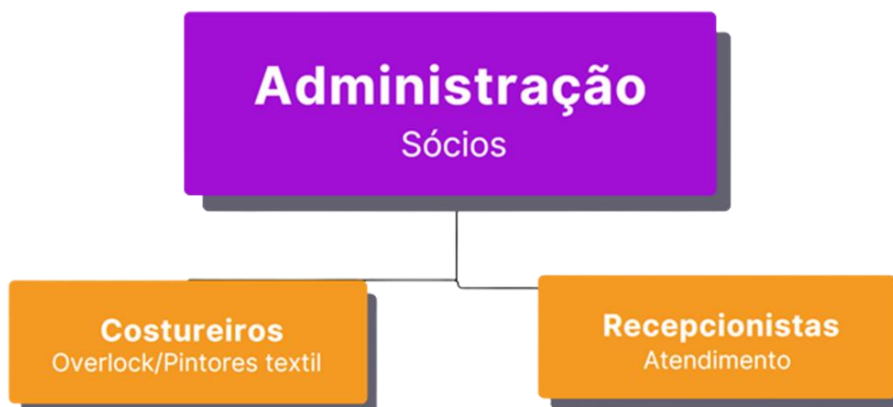 Administração
Sócios
Costureiros
Overlock/Pintores textil
Recepcionistas
Atendimento